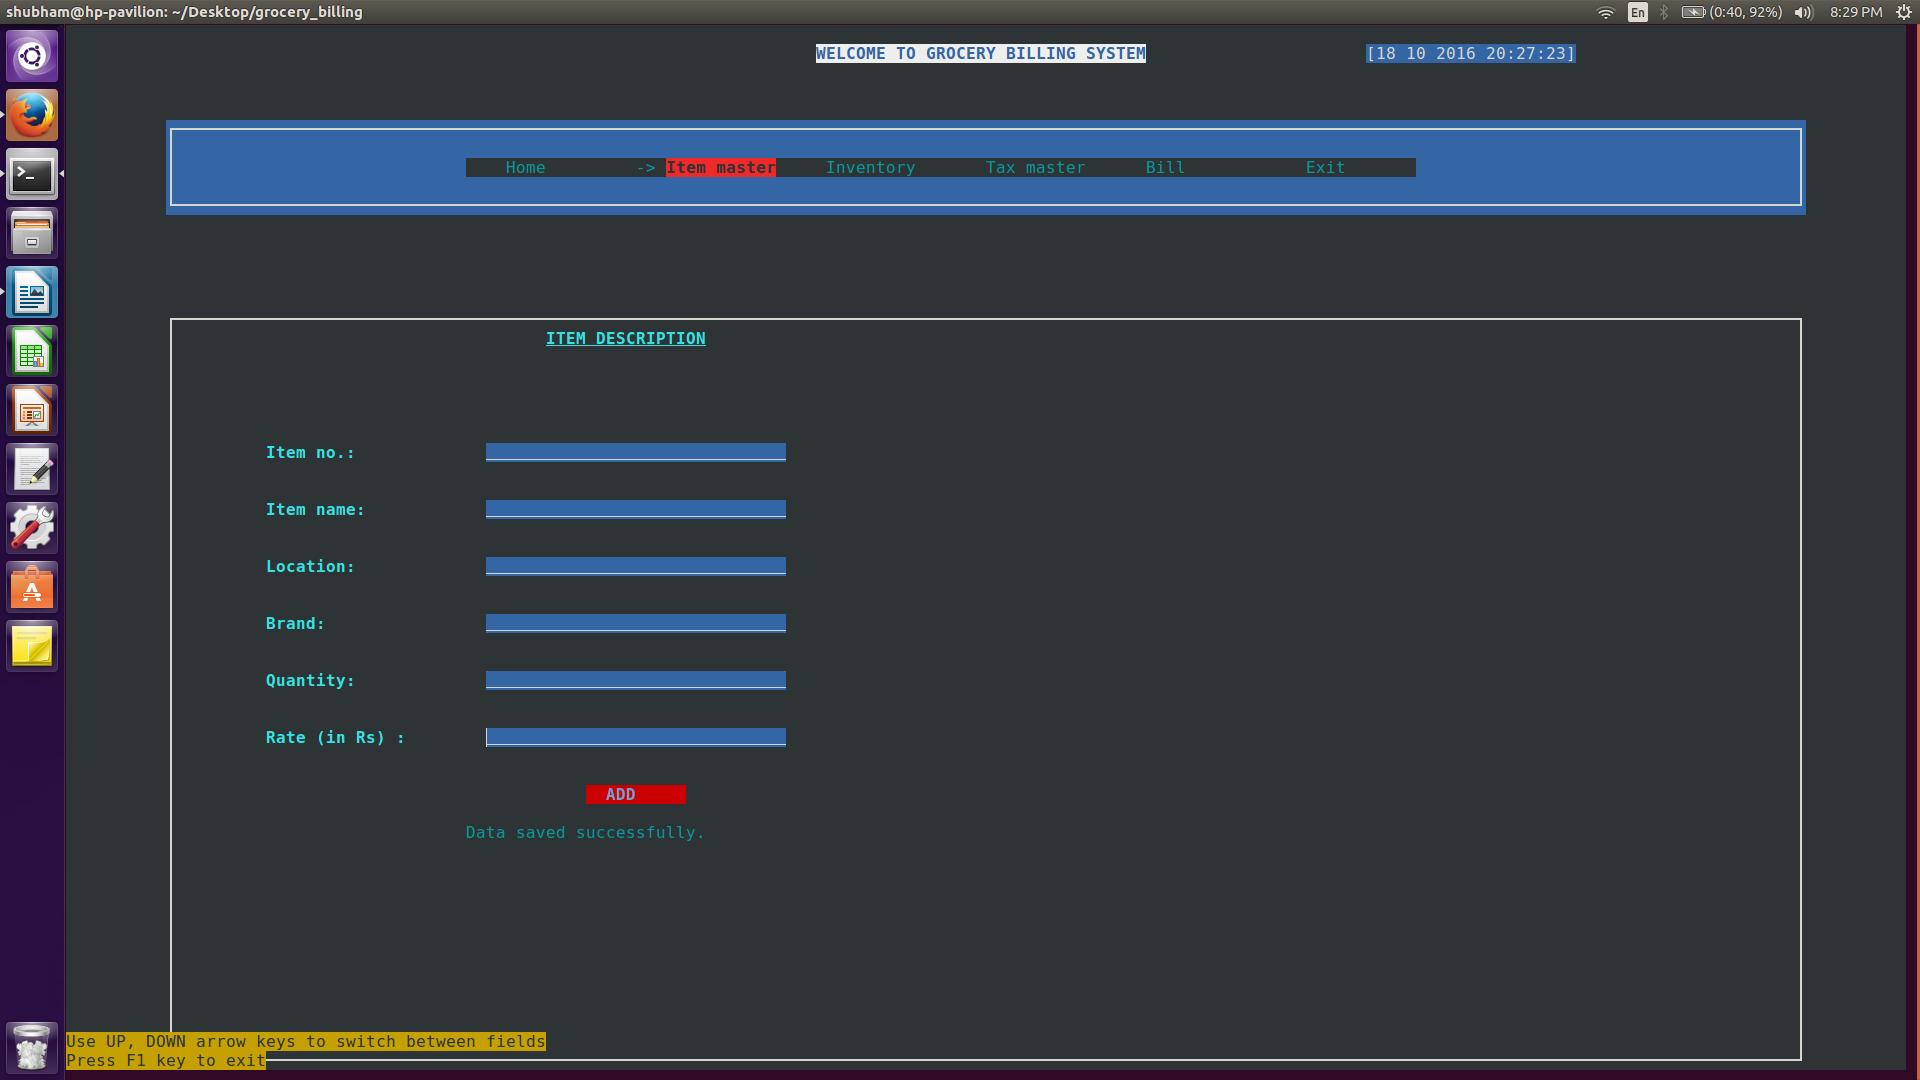 shubham@hp-pavilion: ~/Desktop/grocery_billing En (0:40, 92%) 8:29 PM
WELCOME TO GROCERY BILLING SYSTEM [18 10 2016 20:27:23]
Home -> Item master Inventory Tax master Bill Exit
ITEM DESCRIPTION
Item no.:
Item name:
Location:
Brand:
Quantity:
Rate (in Rs) :
ADD
Data saved successfully.
Use UP, DOWN arrow keys to switch between fields
Press F1 key to exit